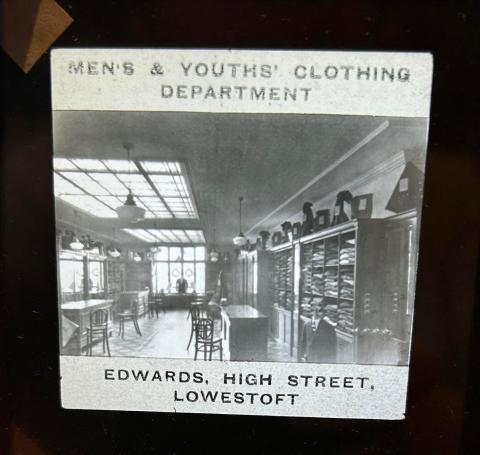 MEN'S & YOUTHS' CLOTHING
DEPARTMENT
EDWARDS, HIGH STREET,
LOWESTOFT